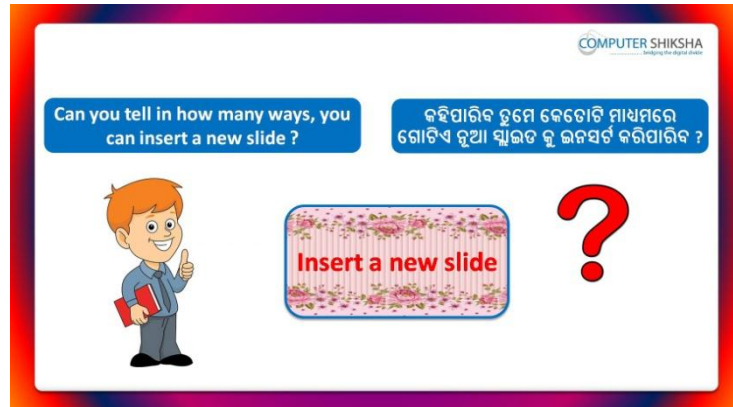 COMPUTER SHIKSHA
bridging the digital divide
Can you tell in how many ways, you
can insert a new slide ?
କହିପାରିବ ତୁମେ କେତୋଟି ମାଧ୍ୟମରେ
ଗୋଟିଏ ନୂଆ ସ୍ଲାଇଡ କୁ ଇନସର୍ଟ କରିପାରିବ ?
Insert a new slide
?